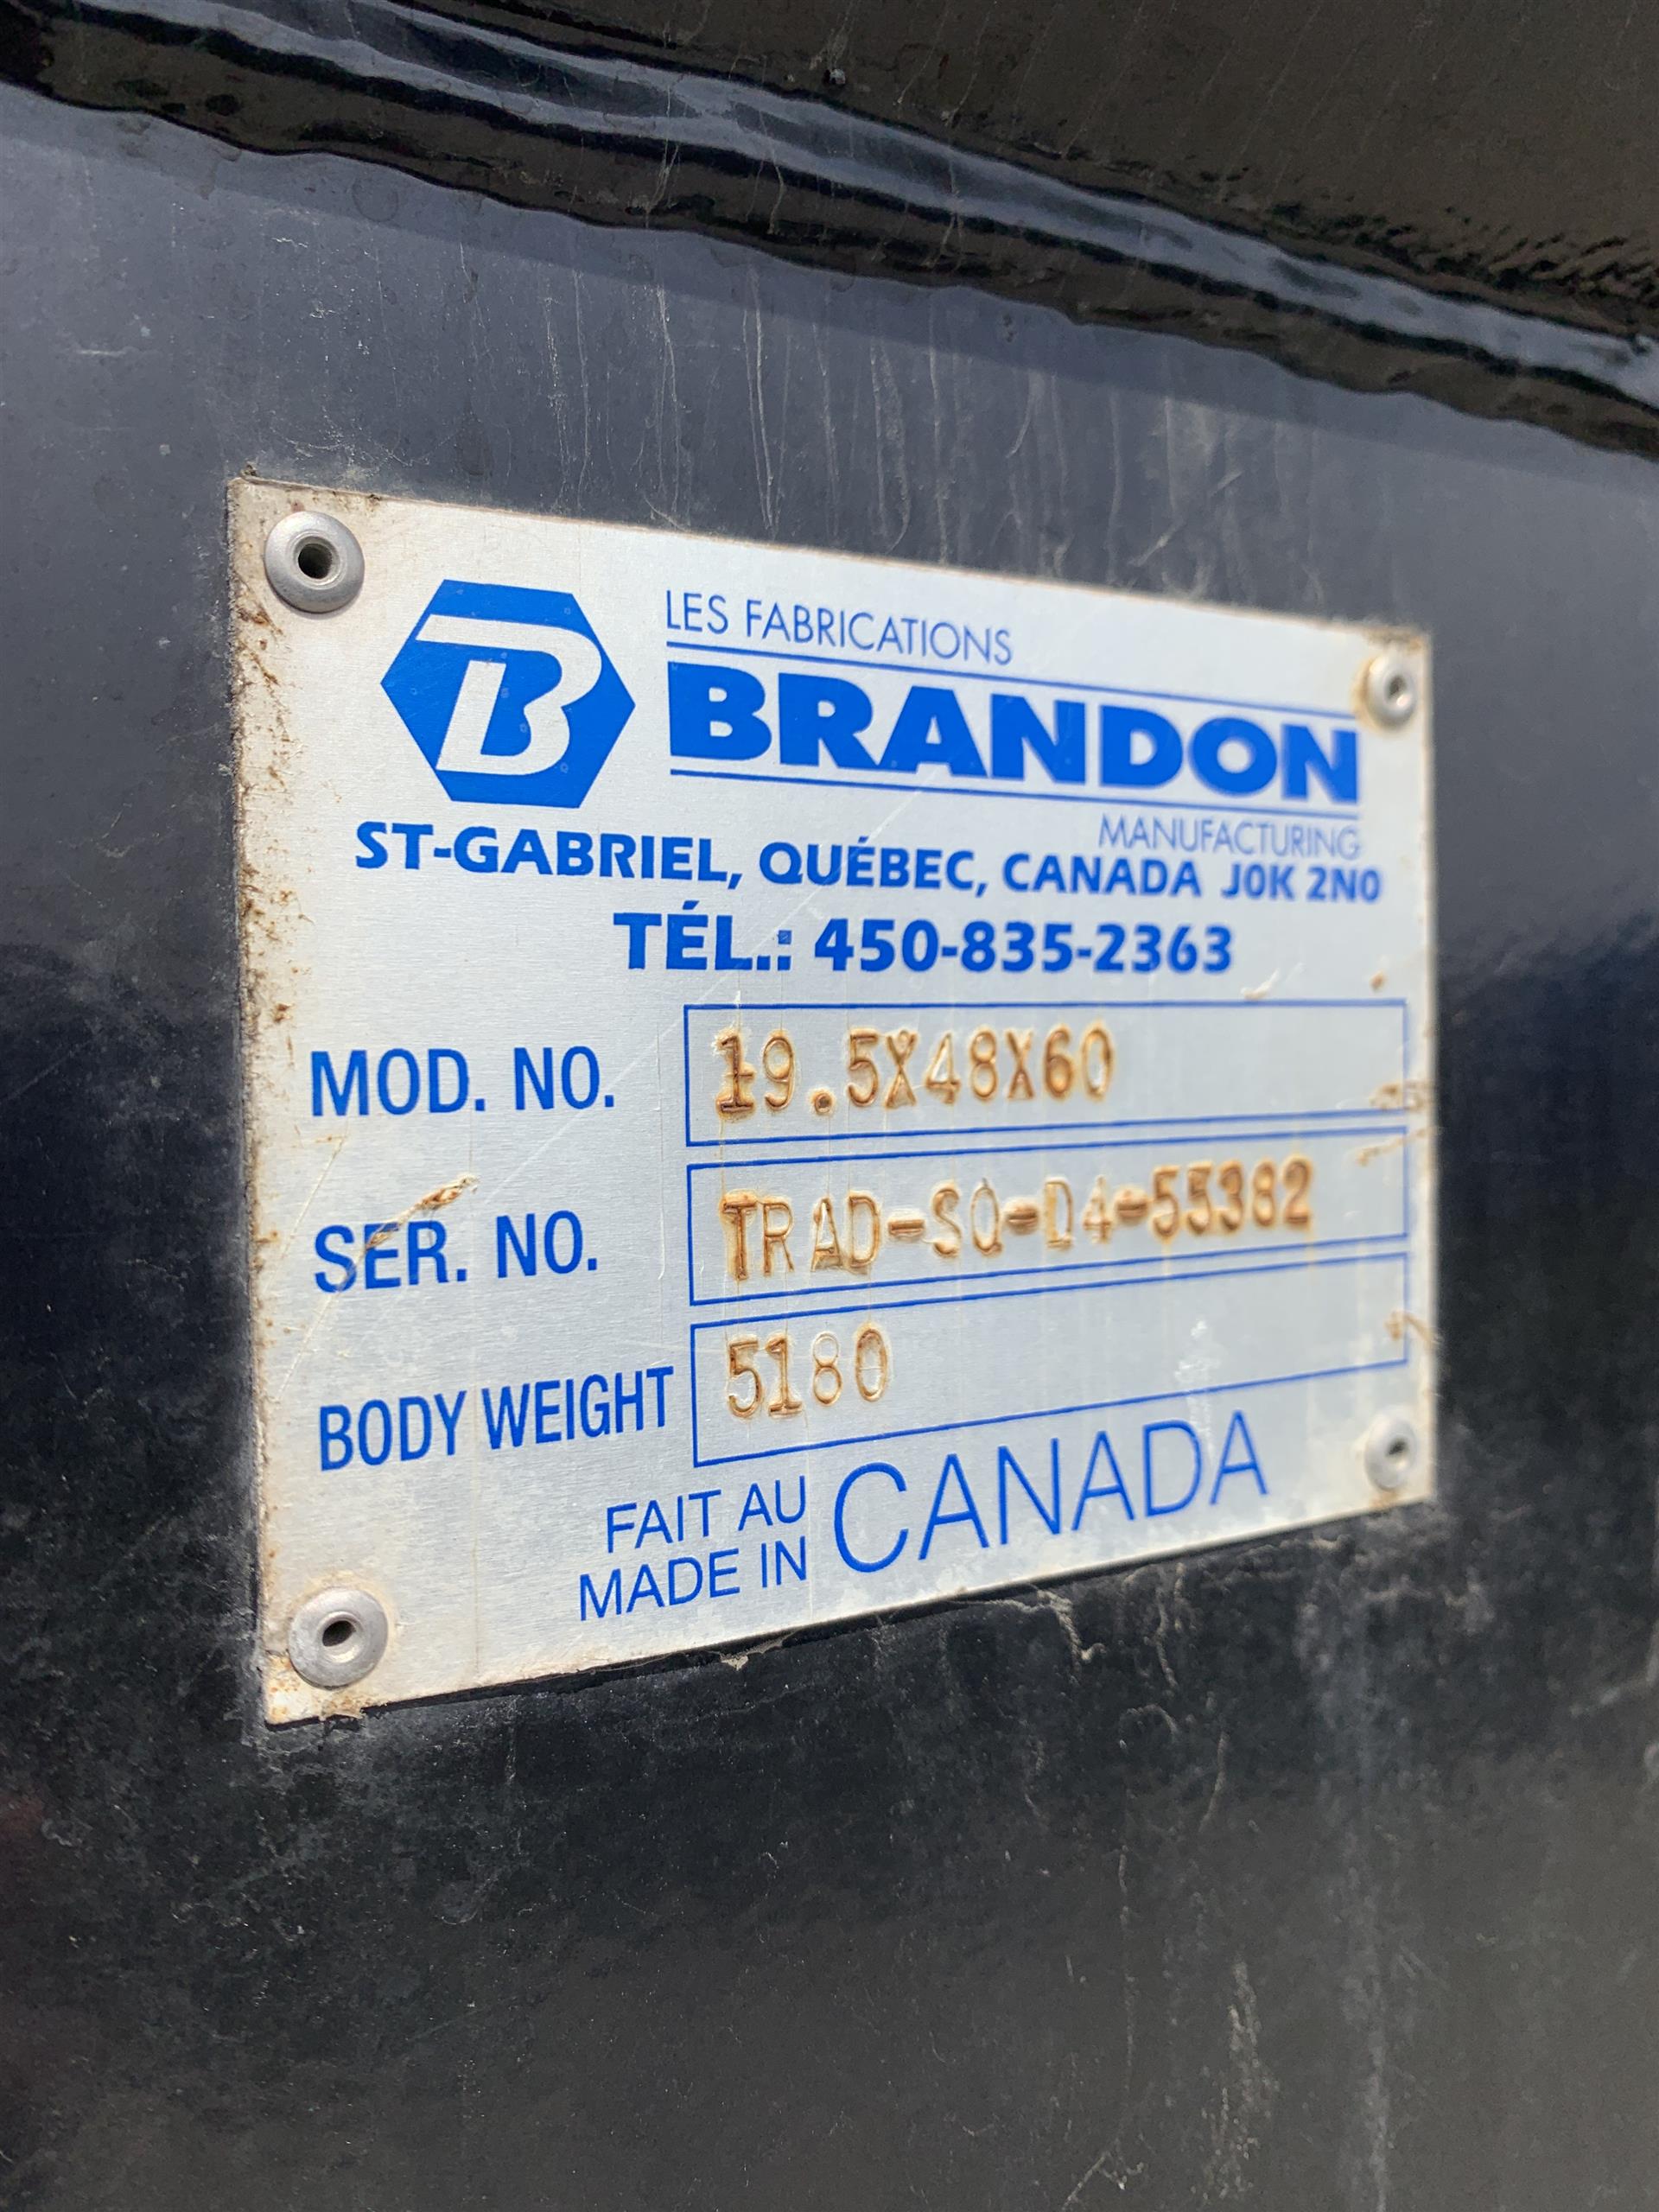 B
LES FABRICATIONS
BRANDON
MANUFACTURING
ST-GABRIEL, QUÉBEC, CANADA J0K 2N0
TÉL.: 450-835-2363
MOD. NO. 19.5X48X60
SER. NO. TRAD-SQ-D4-55382
BODY WEIGHT 5180
FAIT AU
MADE IN CANADA